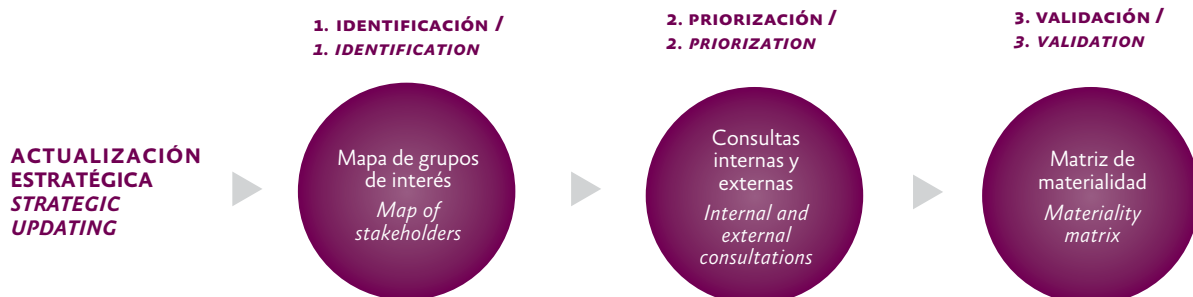 1. IDENTIFICACIÓN /
1. IDENTIFICATION
2. PRIORIZACIÓN /
2. PRIORIZATION
3. VALIDACIÓN /
3. VALIDATION
ACTUALIZACIÓN
ESTRATÉGICA
STRATEGIC
UPDATING
Mapa de grupos
de interés
Map of
stakeholders
Consultas
internas y
externas
Internal and
external
consultations
Matriz de
materialidad
Materiality
matrix